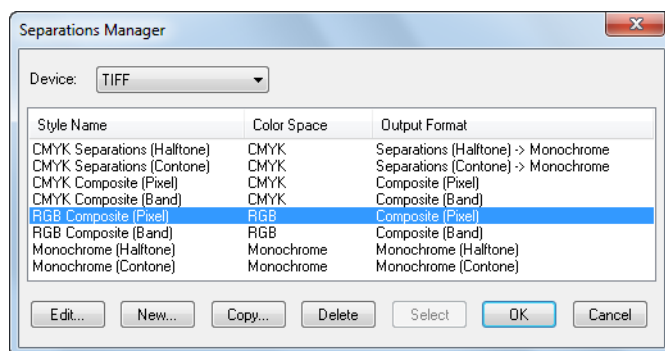 Separations Manager
Device: TIFF
Style Name Color Space Output Format
CMYK Separations (Halftone) CMYK Separations (Halftone) -> Monochrome
CMYK Separations (Contone) CMYK Separations (Contone) -> Monochrome
CMYK Composite (Pixel) CMYK Composite (Pixel)
CMYK Composite (Band) CMYK Composite (Band)
RGB Composite (Pixel) RGB Composite (Pixel)
RGB Composite (Band) RGB Composite (Band)
Monochrome (Halftone) Monochrome Monochrome (Halftone)
Monochrome (Contone) Monochrome Monochrome (Contone)
Edit... New... Copy... Delete Select OK Cancel